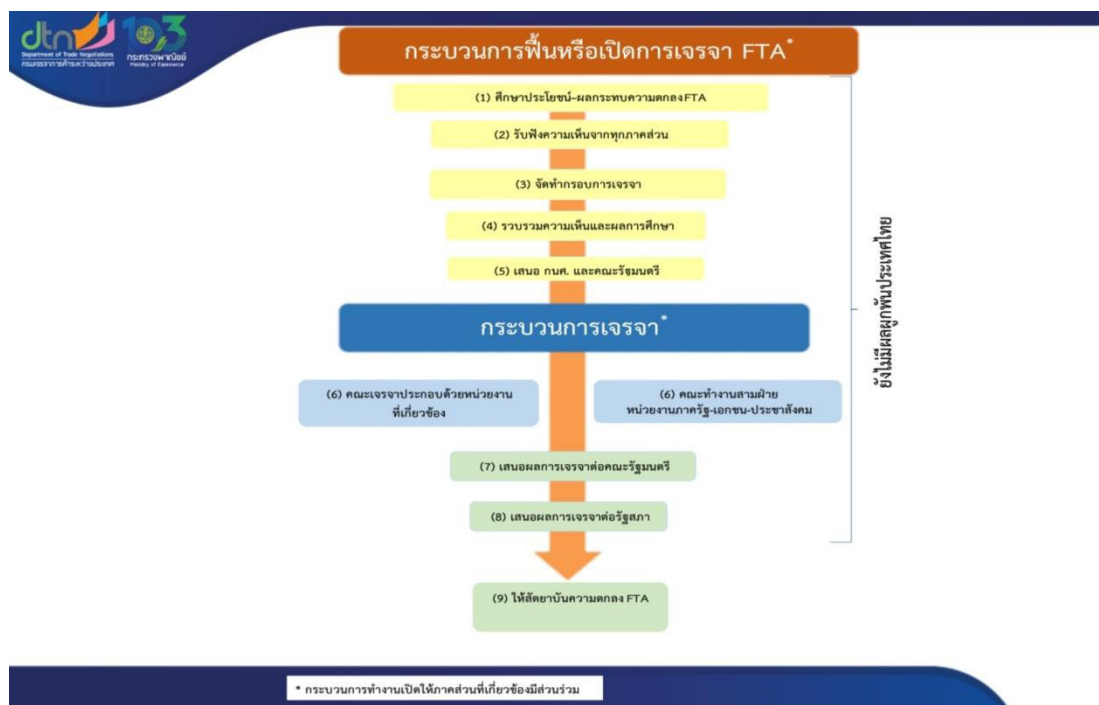 dtn
Department of Trade Negotiations
กรมเจรจาการค้าระหว่างประเทศ
103
กระทรวงพาณิชย์
Ministry of Commerce
กระบวนการฟื้นหรือเปิดการเจรจา FTA*
(1) ศึกษาประโยชน์-ผลกระทบความตกลงFTA
(2) รับฟังความเห็นจากทุกภาคส่วน
(3) จัดทำกรอบการเจรจา
(4) รวบรวมความเห็นและผลการศึกษา
(5) เสนอ กนศ. และคณะรัฐมนตรี
กระบวนการเจรจา*
(6) คณะเจรจาประกอบด้วยหน่วยงาน
ที่เกี่ยวข้อง
(6) คณะทำงานสามฝ่าย
หน่วยงานภาครัฐ-เอกชน-ประชาสังคม
(7) เสนอผลการเจรจาต่อคณะรัฐมนตรี
(8) เสนอผลการเจรจาต่อรัฐสภา
(9) ให้สัตยาบันความตกลง FTA
ยังไม่มีผลผูกพันประเทศไทย
* กระบวนการทำงานเปิดให้ภาคส่วนที่เกี่ยวข้องมีส่วนร่วม